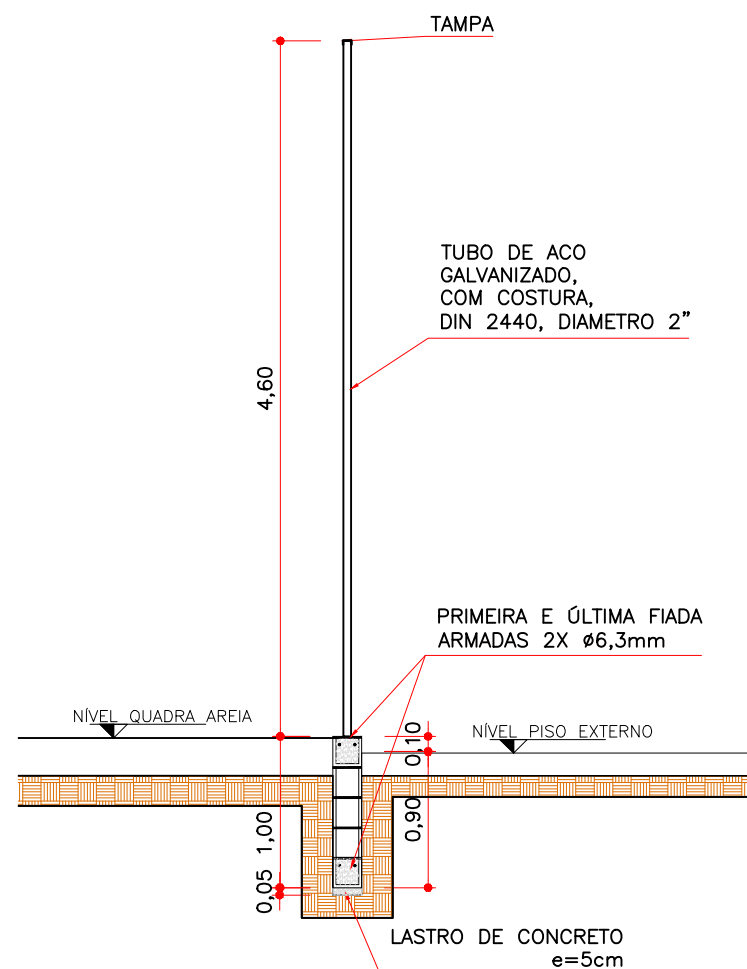 TAMPA
TUBO DE ACO
GALVANIZADO,
COM COSTURA,
DIN 2440, DIAMETRO 2”
4,60
PRIMEIRA E ÚLTIMA FIADA
ARMADAS 2X ø6,3mm
NÍVEL QUADRA AREIA
NÍVEL PISO EXTERNO
0,10
0,90
1,00
0,05
LASTRO DE CONCRETO
e=5cm